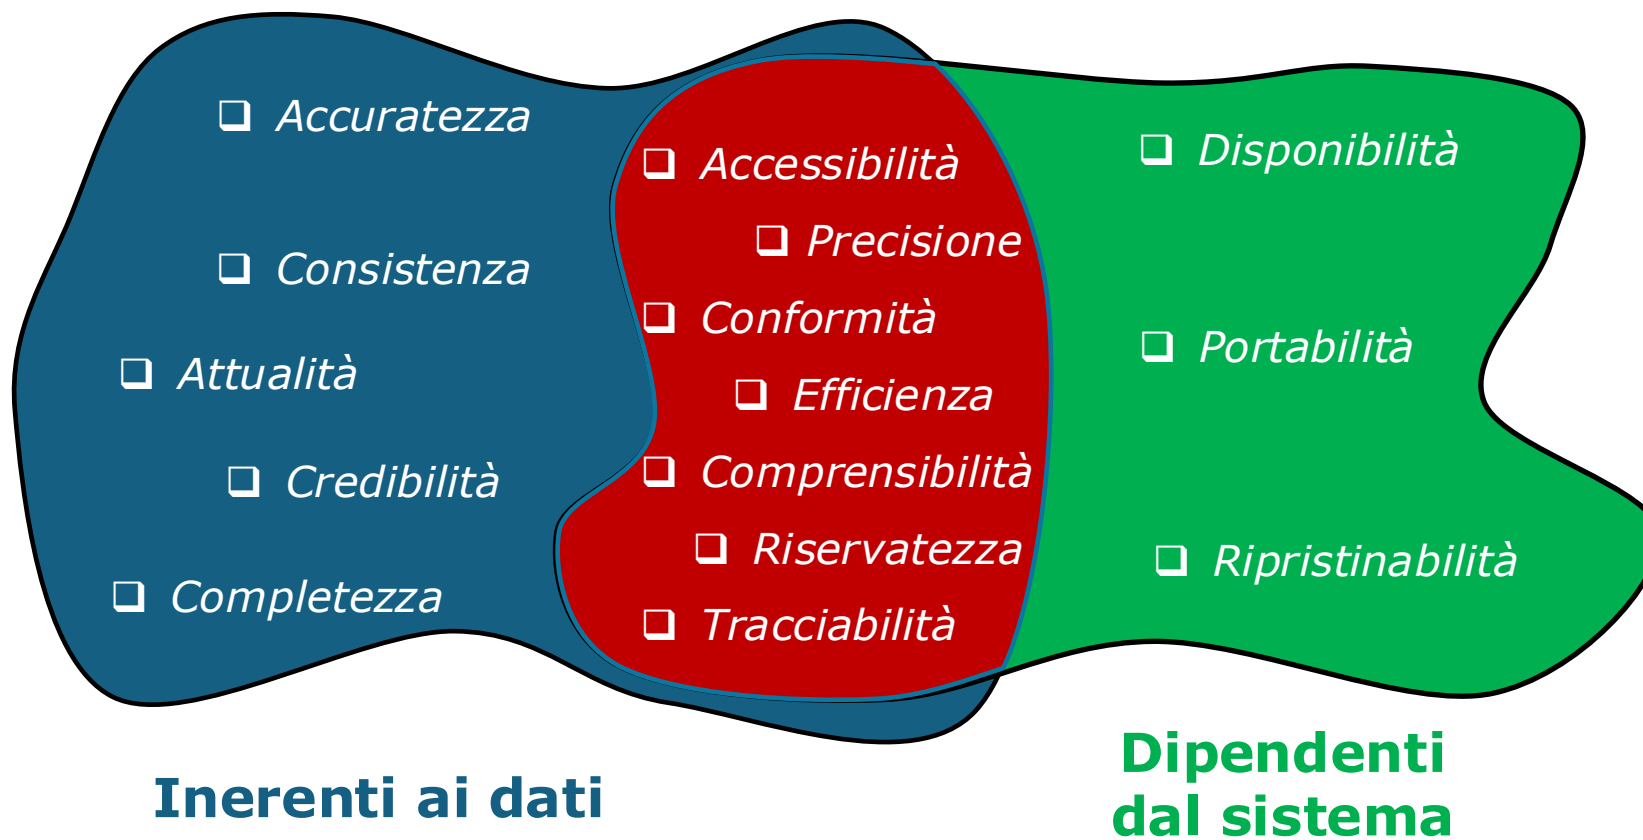 ❑ Accuratezza
❑ Consistenza
❑ Attualità
❑ Credibilità
❑ Completezza
❑ Accessibilità
❑ Precisione
❑ Conformità
❑ Efficienza
❑ Comprensibilità
❑ Riservatezza
❑ Tracciabilità
❑ Disponibilità
❑ Portabilità
❑ Ripristinabilità
Inerenti ai dati
Dipendenti
dal sistema